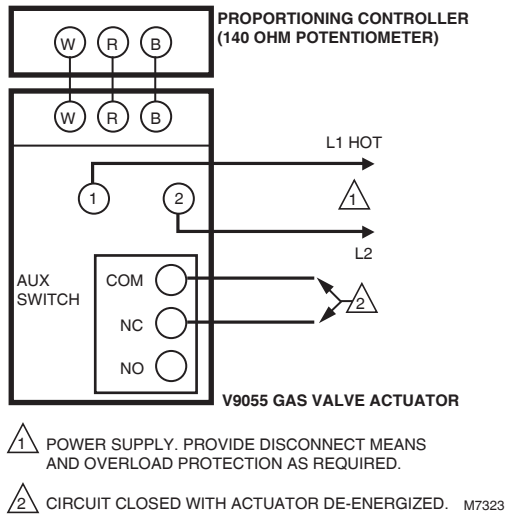 PROPORTIONING CONTROLLER
(140 OHM POTENTIOMETER)
W R B
W R B
L1 HOT
1 2
1
L2
AUX
SWITCH
COM
2
NC
NO
V9055 GAS VALVE ACTUATOR
1 POWER SUPPLY. PROVIDE DISCONNECT MEANS
AND OVERLOAD PROTECTION AS REQUIRED.
2 CIRCUIT CLOSED WITH ACTUATOR DE-ENERGIZED. M7323